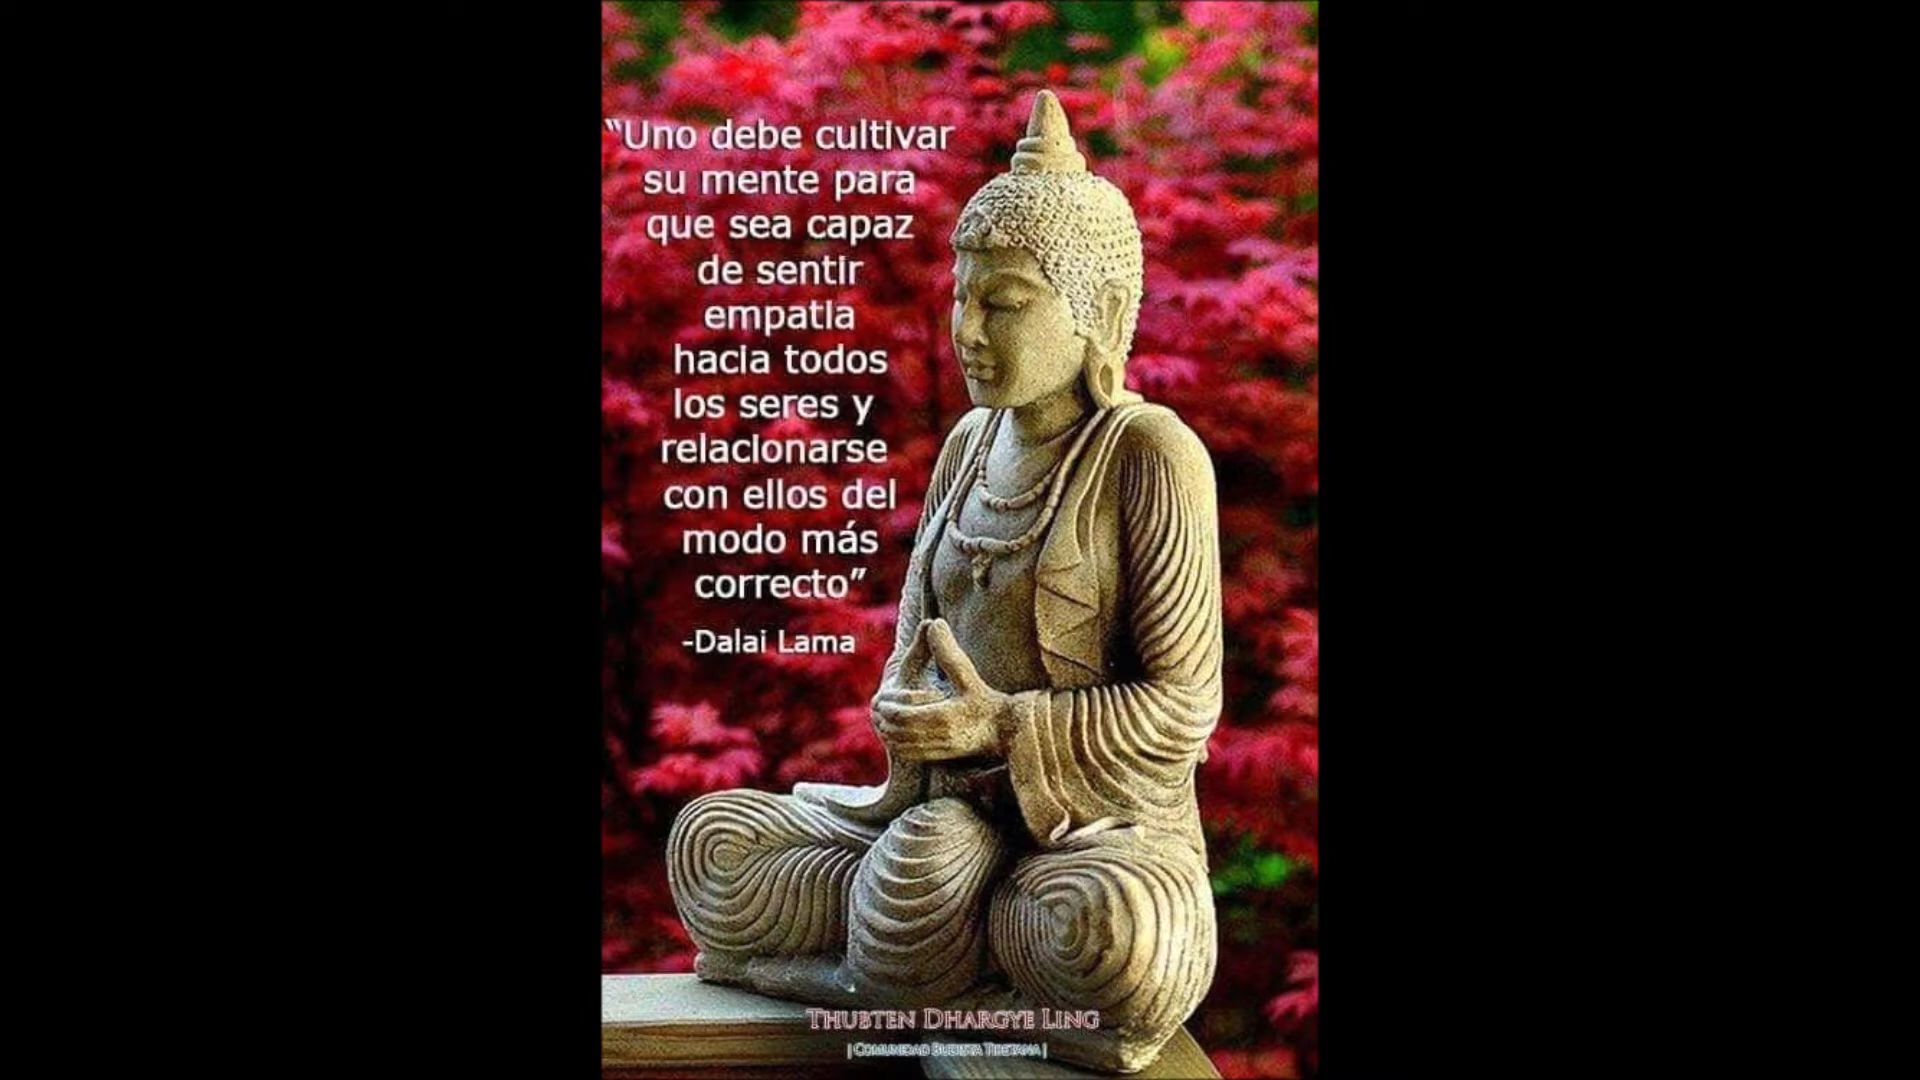 “Uno debe cultivar
su mente para
que sea capaz
de sentir
empatia
hacia todos
los seres y
relacionarse
con ellos del
modo más
correcto”
-Dalai Lama
Thubten Dhargye Ling
|Comunidad Budista Tibetana|